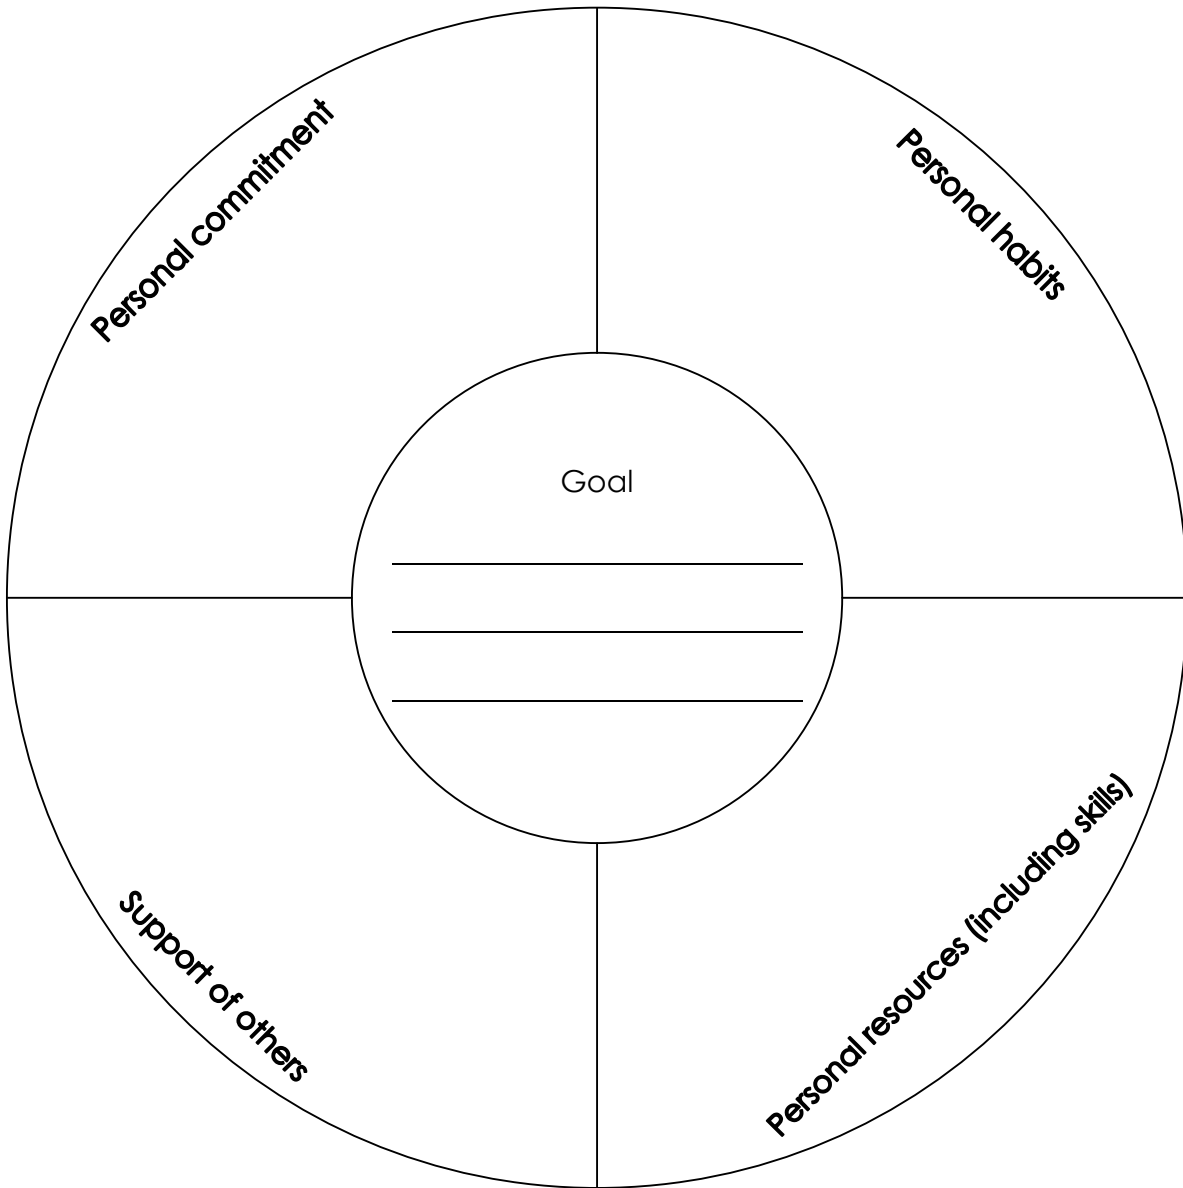 Personal commitment
Personal habits
Goal
Support of others
Personal resources (including skills)